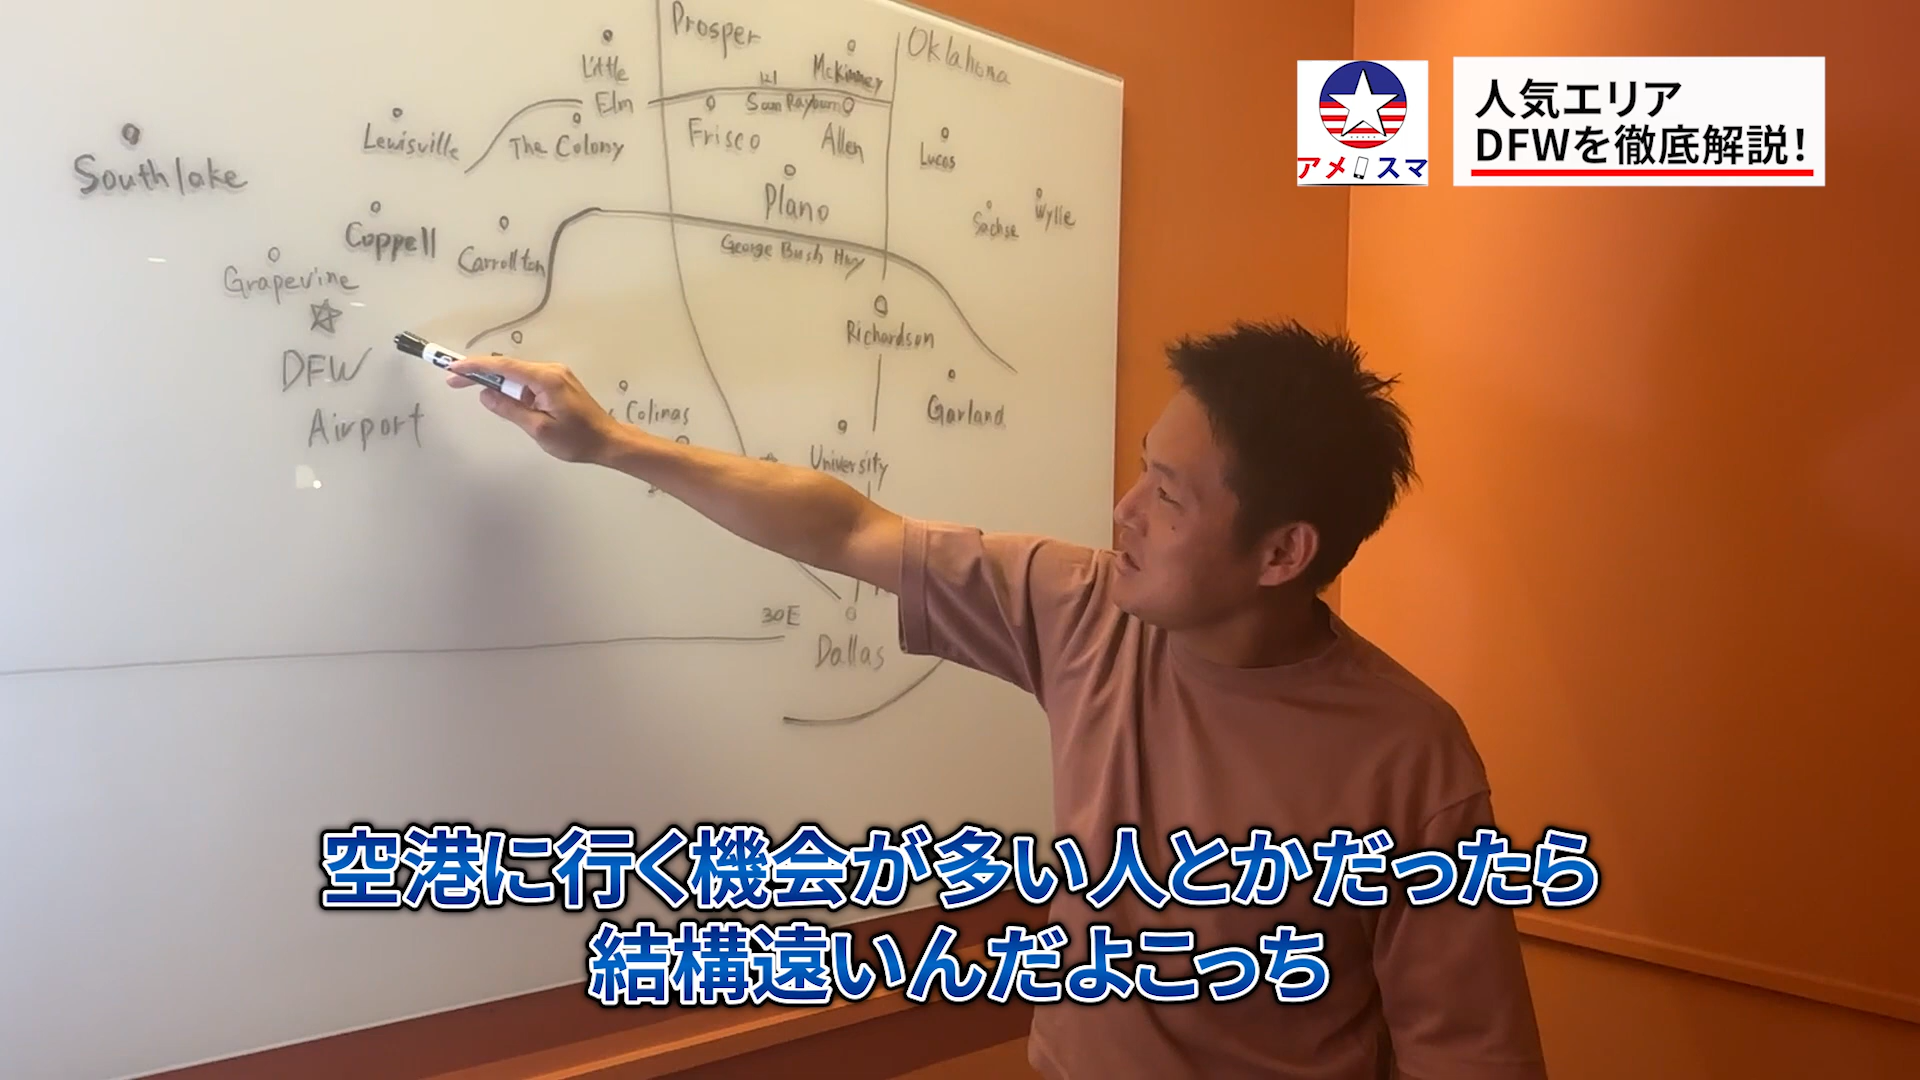 Prosper
Oklahoma
Little
Elm
121
McKinney
Sam Rayburn
Lewisville
The Colony
Frisco
Allen
Lucas
Southlake
Plano
Sachse
Wylie
Coppell
Carrollton
George Bush Hwy
Grapevine
Richardson
DFW
Airport
Colinas
Garland
University
30E
Dallas
アメスマ
人気エリア
DFWを徹底解説!
空港に行く機会が多い人とかだったら
結構遠いんだよこっち